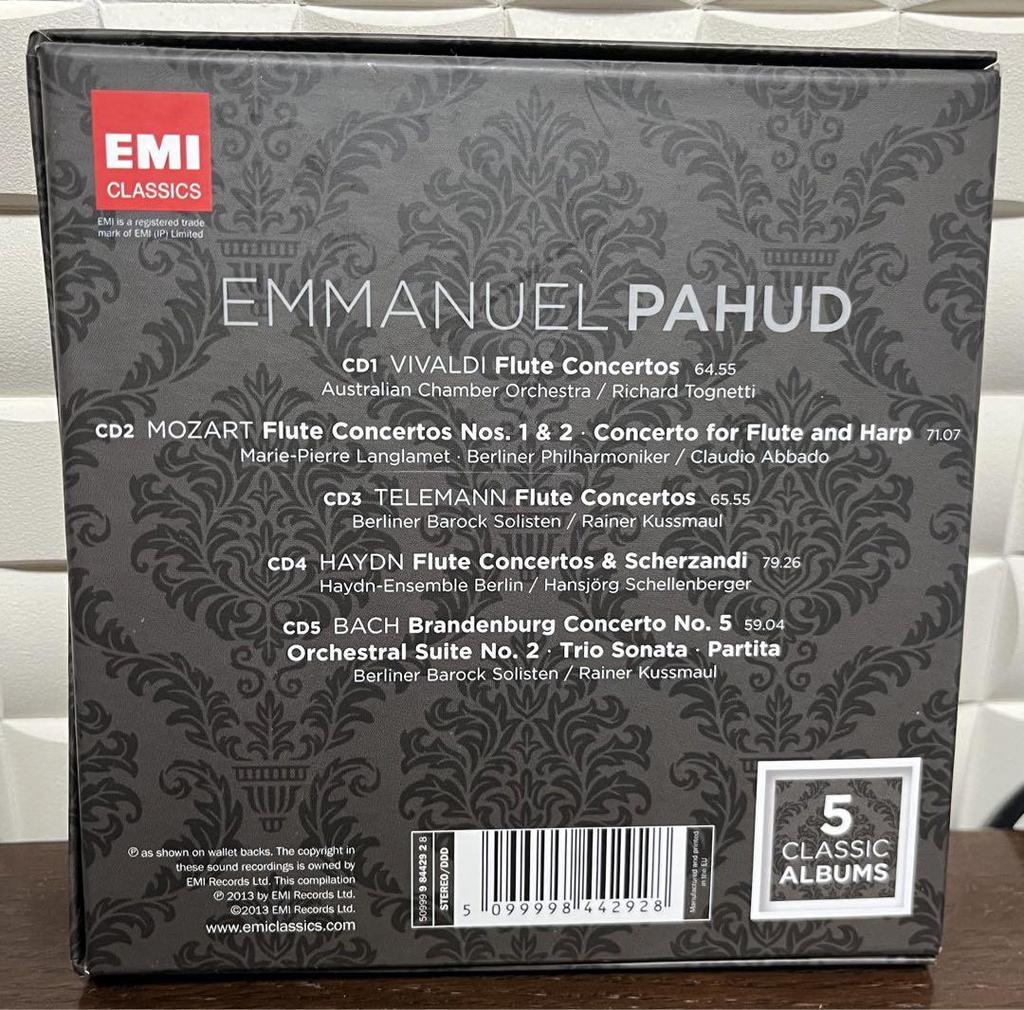 EMI
CLASSICS
EMI is a registered trade
mark of EMI (IP) Limited
EMMANUEL PAHUD
CD1 VIVALDI Flute Concertos 64.55
Australian Chamber Orchestra / Richard Tognetti
CD2 MOZART Flute Concertos Nos. 1 & 2 · Concerto for Flute and Harp 71.07
Marie-Pierre Langlamet · Berliner Philharmoniker / Claudio Abbado
CD3 TELEMANN Flute Concertos 65.55
Berliner Barock Solisten / Rainer Kussmaul
CD4 HAYDN Flute Concertos & Scherzandi 79.26
Haydn-Ensemble Berlin / Hansjörg Schellenberger
CD5 BACH Brandenburg Concerto No. 5 59.04
Orchestral Suite No. 2 · Trio Sonata · Partita
Berliner Barock Solisten / Rainer Kussmaul
℗ as shown on wallet backs. The copyright in
these sound recordings is owned by
EMI Records Ltd. This compilation
℗ 2013 by EMI Records Ltd.
©2013 EMI Records Ltd.
www.emiclassics.com
50999 9 84429 2 8
STEREO/DDD
5 099998 442928
Manufactured and printed
in the EU
5
CLASSIC
ALBUMS